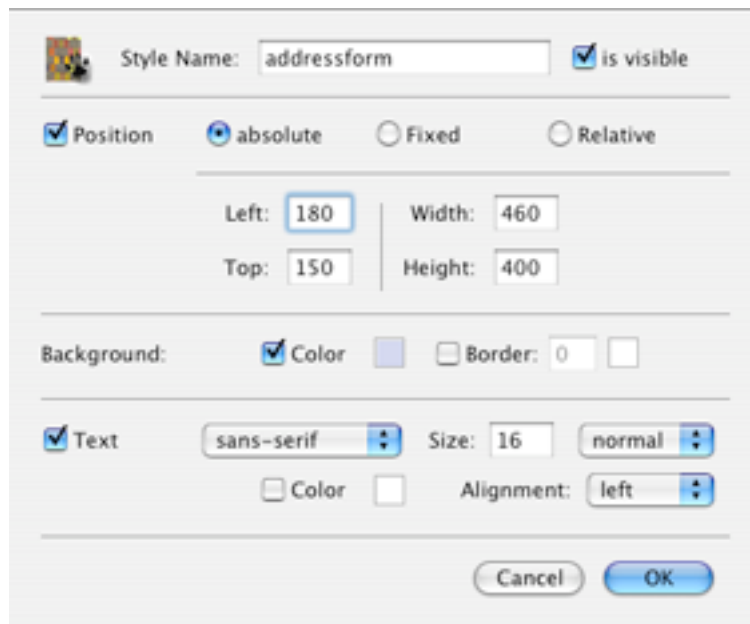 Style Name: addressform is visible
Position absolute Fixed Relative
Left: 180 Width: 460
Top: 150 Height: 400
Background: Color Border: 0
Text sans-serif Size: 16 normal
Color Alignment: left
Cancel OK